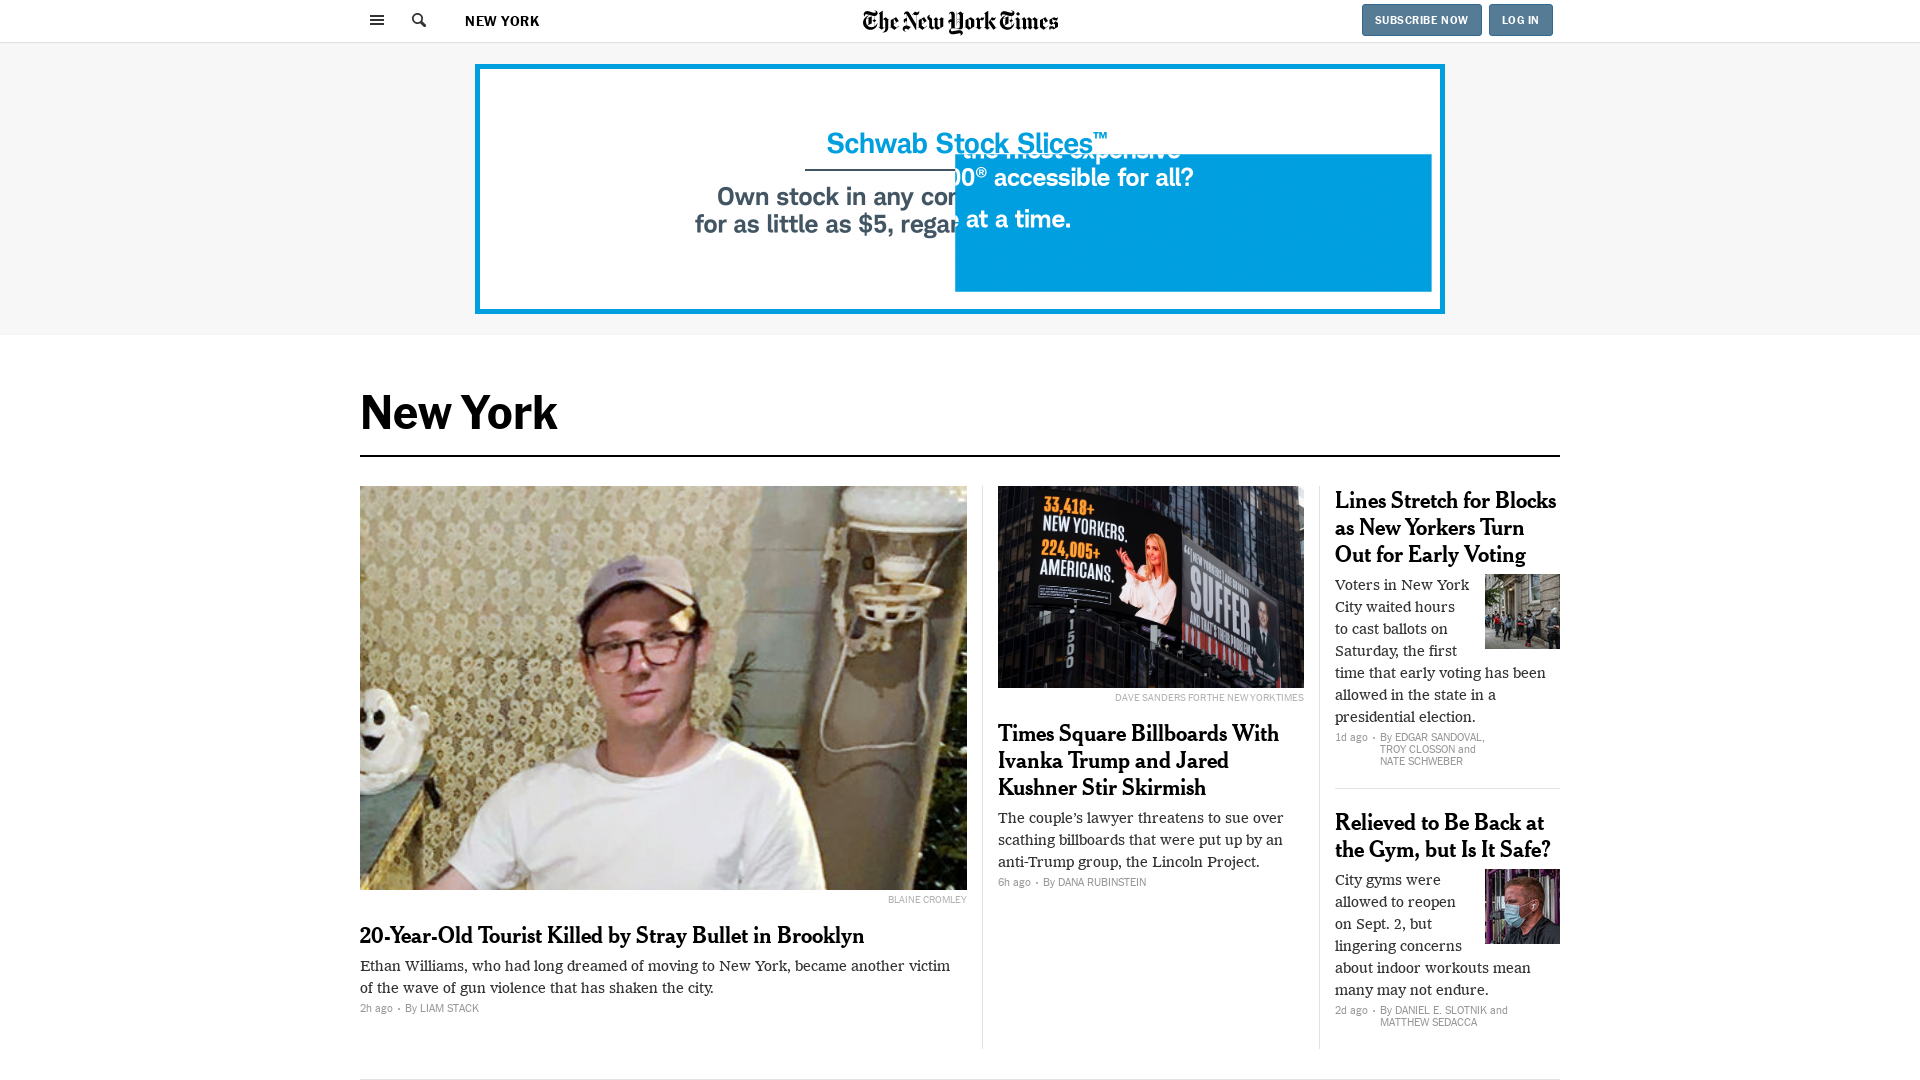 NEW YORK
The New York Times
SUBSCRIBE NOW
LOG IN
Schwab Stock Slices™
the most expensive
00® accessible for all?
Own stock in any
for as little as $5,
at a time.
New York
33,418+
NEW YORKERS.
224,005+
AMERICANS.
SUFFER
AND THAT'S THEIR PROBLEM
1500
BLAINE CROMLEY
20-Year-Old Tourist Killed by Stray Bullet in Brooklyn
Ethan Williams, who had long dreamed of moving to New York, became another victim
of the wave of gun violence that has shaken the city.
2h ago • By LIAM STACK
DAVE SANDERS FOR THE NEW YORK TIMES
Times Square Billboards With
Ivanka Trump and Jared
Kushner Stir Skirmish
The couple’s lawyer threatens to sue over
scathing billboards that were put up by an
anti-Trump group, the Lincoln Project.
6h ago • By DANA RUBINSTEIN
Lines Stretch for Blocks
as New Yorkers Turn
Out for Early Voting
Voters in New York
City waited hours
to cast ballots on
Saturday, the first
time that early voting has been
allowed in the state in a
presidential election.
1d ago • By EDGAR SANDOVAL,
TROY CLOSSON and
NATE SCHWEBER
Relieved to Be Back at
the Gym, but Is It Safe?
City gyms were
allowed to reopen
on Sept. 2, but
lingering concerns
about indoor workouts mean
many may not endure.
2d ago • By DANIEL E. SLOTNIK and
MATTHEW SEDACCA